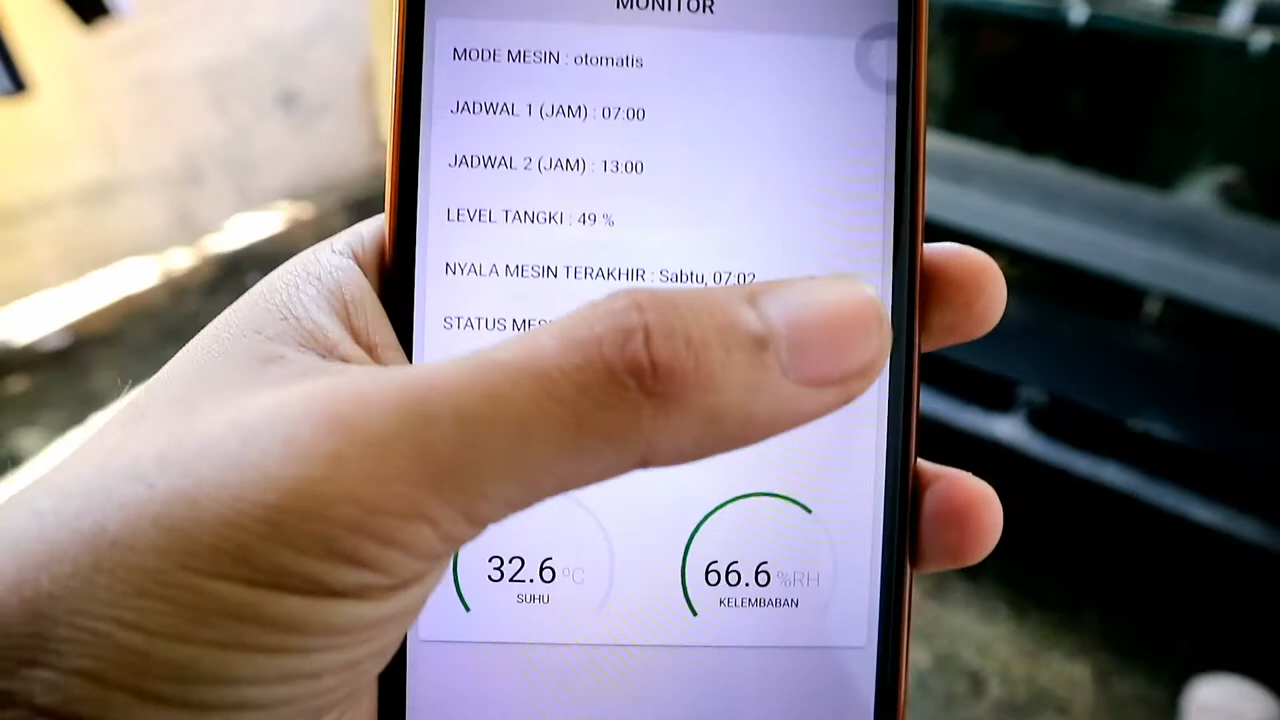 MONITOR
MODE MESIN : otomatis
JADWAL 1 (JAM) : 07:00
JADWAL 2 (JAM) : 13:00
LEVEL TANGKI : 49 %
NYALA MESIN TERAKHIR : Sabtu, 07:02
STATUS
32.6 °C
SUHU
66.6 %RH
KELEMBABAN